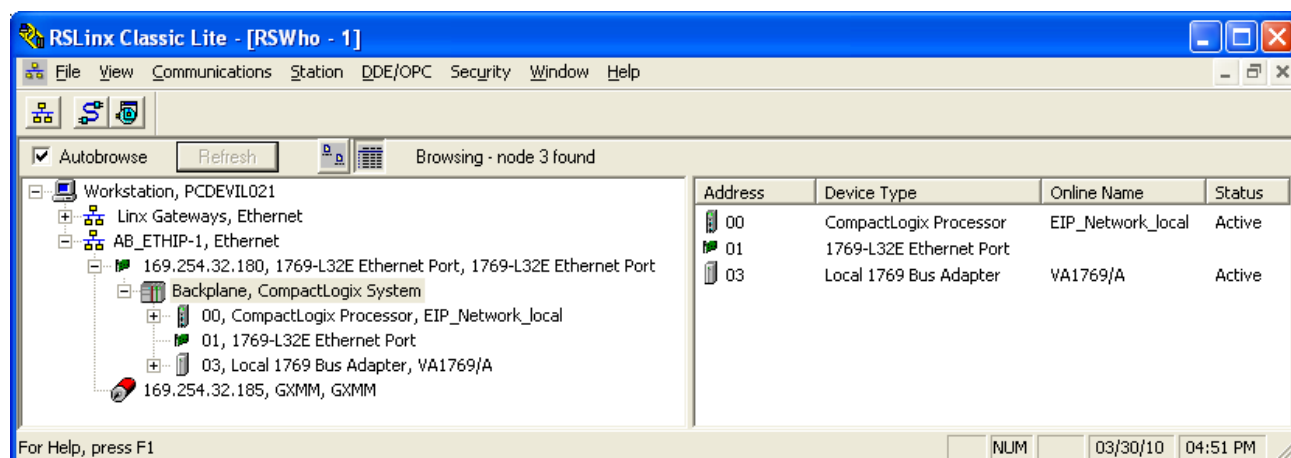 RSLinx Classic Lite - [RSWho - 1]
File View Communications Station DDE/OPC Security Window Help
Autobrowse Refresh Browsing - node 3 found
Workstation, PCDEVIL021
Linx Gateways, Ethernet
AB_ETHIP-1, Ethernet
169.254.32.180, 1769-L32E Ethernet Port, 1769-L32E Ethernet Port
Backplane, CompactLogix System
00, CompactLogix Processor, EIP_Network_local
01, 1769-L32E Ethernet Port
03, Local 1769 Bus Adapter, VA1769/A
169.254.32.185, GXMM, GXMM
Address Device Type Online Name Status
00 CompactLogix Processor EIP_Network_local Active
01 1769-L32E Ethernet Port
03 Local 1769 Bus Adapter VA1769/A Active
For Help, press F1 NUM 03/30/10 04:51 PM